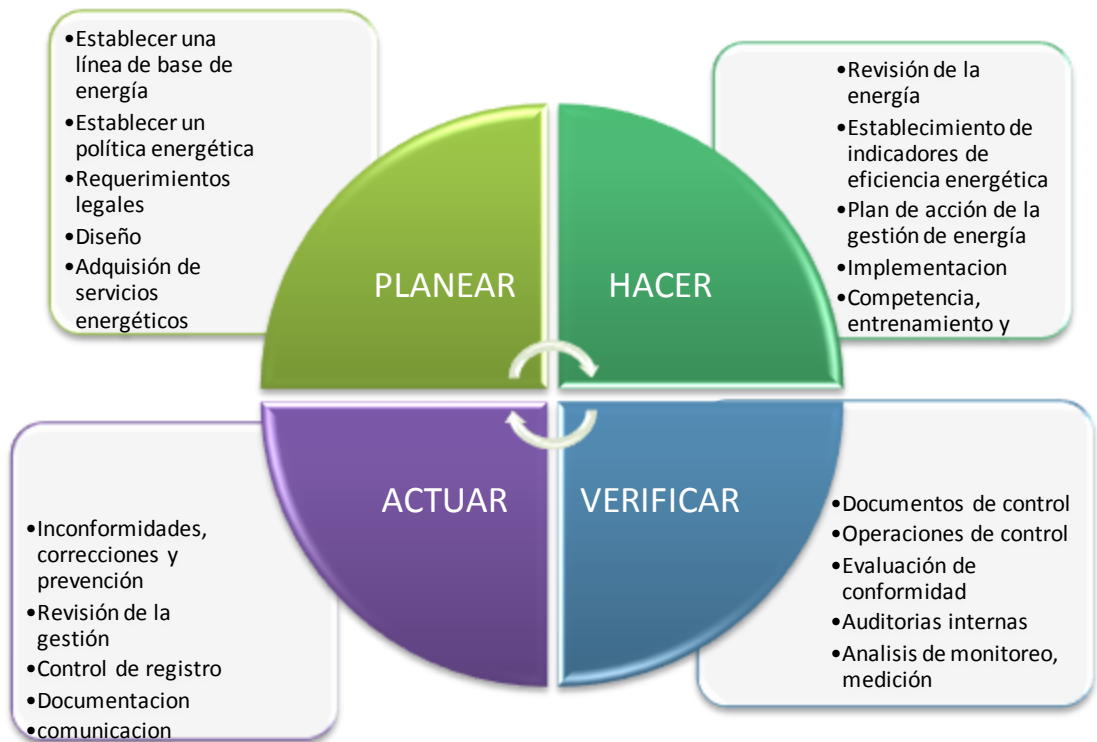 •Establecer una
línea de base de
energía
•Establecer un
política energética
•Requerimientos
legales
•Diseño
•Adquisión de
servicios
energéticos
•Revisión de la
energía
•Establecimiento de
indicadores de
eficiencia energética
•Plan de acción de la
gestión de energía
•Implementacion
•Competencia,
entrenamiento y
PLANEAR
HACER
ACTUAR
VERIFICAR
•Inconformidades,
correcciones y
prevención
•Revisión de la
gestión
•Control de registro
•Documentacion
•comunicacion
•Documentos de control
•Operaciones de control
•Evaluación de
conformidad
•Auditorias internas
•Analisis de monitoreo,
medición